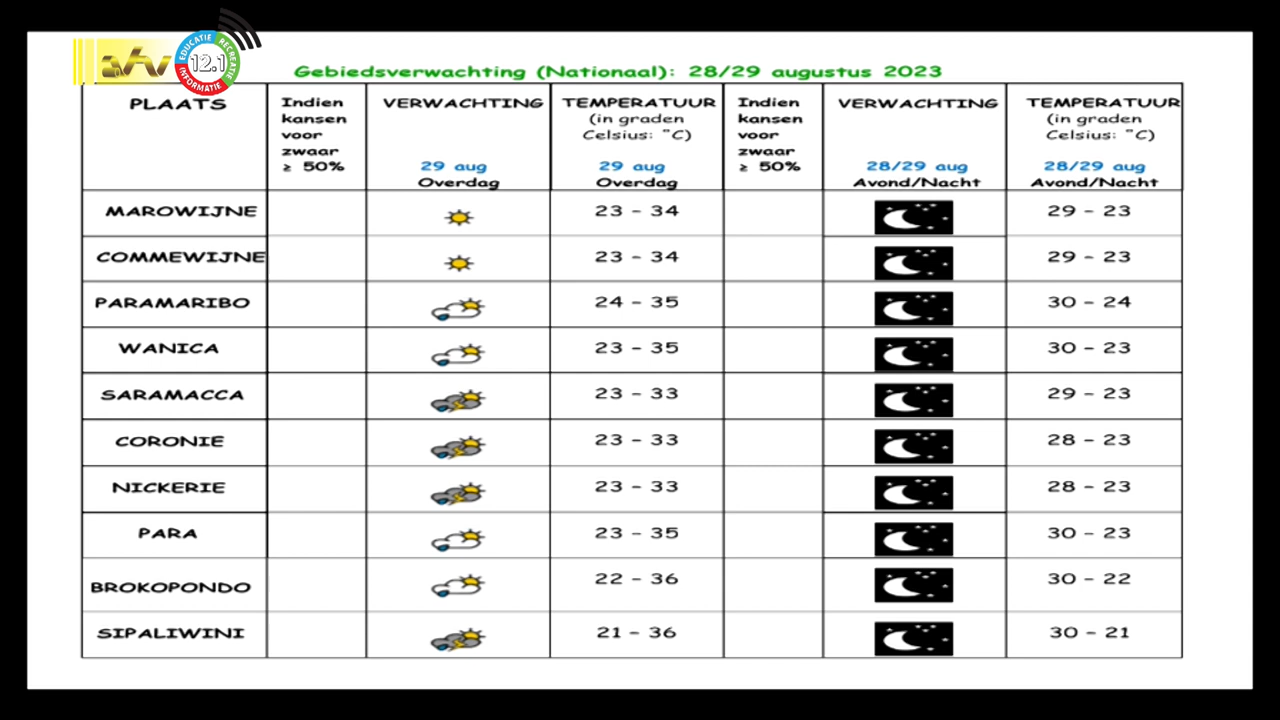 atv
12.1
EDUCATIE
RECREATIE
INFORMATIE
Gebiedsverwachting (Nationaal): 28/29 augustus 2023
PLAATS
Indien
kansen
voor
zwaar
≥ 50%
VERWACHTING
29 aug
Overdag
TEMPERATUUR
(in graden
Celsius: °C)
29 aug
Overdag
Indien
kansen
voor
zwaar
≥ 50%
VERWACHTING
28/29 aug
Avond/Nacht
TEMPERATUUR
(in graden
Celsius: °C)
28/29 aug
Avond/Nacht
MAROWIJNE 23 - 34 29 - 23
COMMEWIJNE 23 - 34 29 - 23
PARAMARIBO 24 - 35 30 - 24
WANICA 23 - 35 30 - 23
SARAMACCA 23 - 33 29 - 23
CORONIE 23 - 33 28 - 23
NICKERIE 23 - 33 28 - 23
PARA 23 - 35 30 - 23
BROKOPONDO 22 - 36 30 - 22
SIPALIWINI 21 - 36 30 - 21